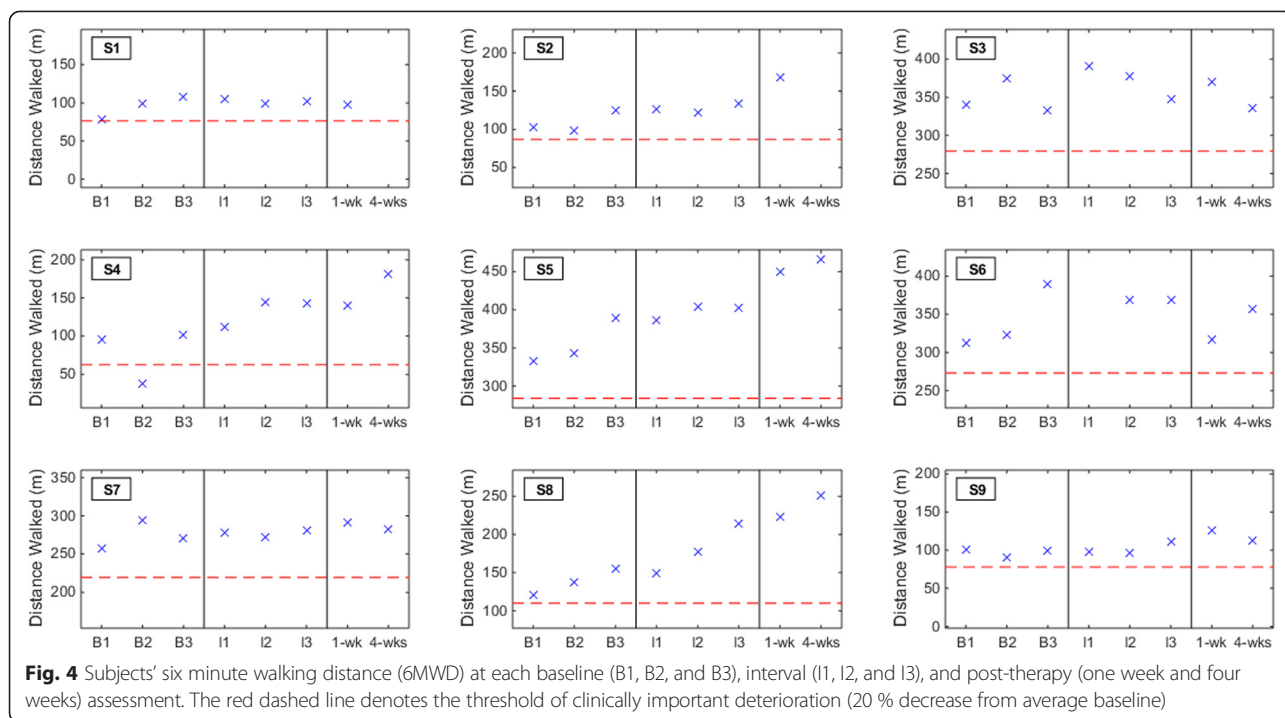 S1
Distance Walked (m)
150
100
50
0
B1 B2 B3 I1 I2 I3 1-wk 4-wks
S2
Distance Walked (m)
200
150
100
50
B1 B2 B3 I1 I2 I3 1-wk 4-wks
S3
Distance Walked (m)
400
350
300
250
B1 B2 B3 I1 I2 I3 1-wk 4-wks
S4
Distance Walked (m)
200
150
100
50
B1 B2 B3 I1 I2 I3 1-wk 4-wks
S5
Distance Walked (m)
450
400
350
300
B1 B2 B3 I1 I2 I3 1-wk 4-wks
S6
Distance Walked (m)
400
350
300
250
B1 B2 B3 I1 I2 I3 1-wk 4-wks
S7
Distance Walked (m)
350
300
250
200
B1 B2 B3 I1 I2 I3 1-wk 4-wks
S8
Distance Walked (m)
250
200
150
100
B1 B2 B3 I1 I2 I3 1-wk 4-wks
S9
Distance Walked (m)
200
150
100
50
0
B1 B2 B3 I1 I2 I3 1-wk 4-wks
Fig. 4 Subjects' six minute walking distance (6MWD) at each baseline (B1, B2, and B3), interval (I1, I2, and I3), and post-therapy (one week and four
weeks) assessment. The red dashed line denotes the threshold of clinically important deterioration (20 % decrease from average baseline)